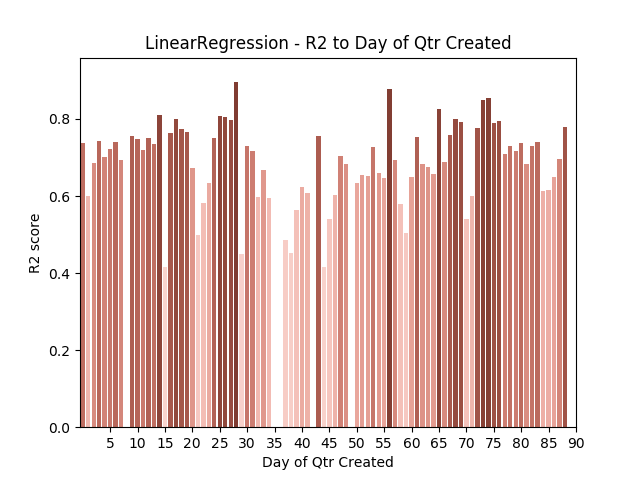 LinearRegression - R2 to Day of Qtr Created
R2 score
0.8
0.6
0.4
0.2
0.0
5 10 15 20 25 30 35 40 45 50 55 60 65 70 75 80 85 90
Day of Qtr Created